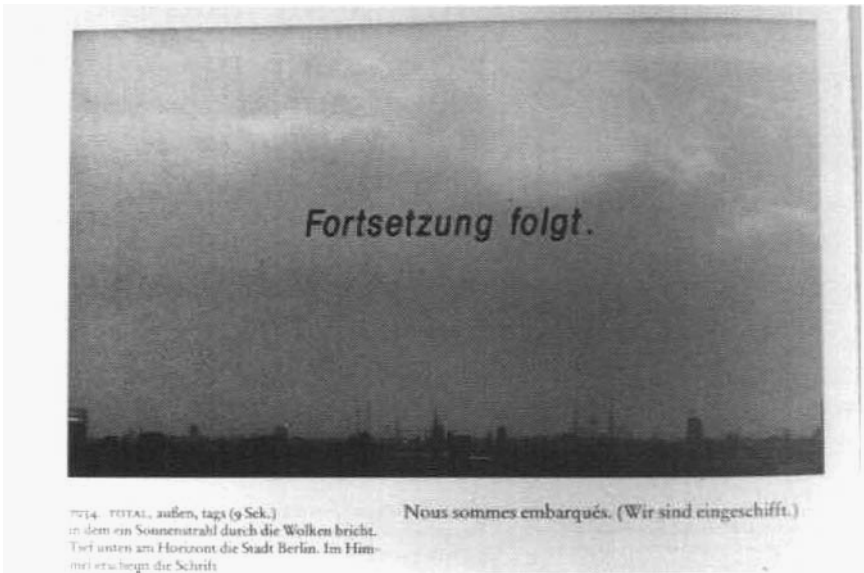 Fortsetzung folgt.
TOTAL, außen, tags (9 Sek.)
in dem ein Sonnenstrahl durch die Wolken bricht.
Tief unten am Horizont die Stadt Berlin. Im Him-
mel erscheint die Schrift
Nous sommes embarqués. (Wir sind eingeschifft.)